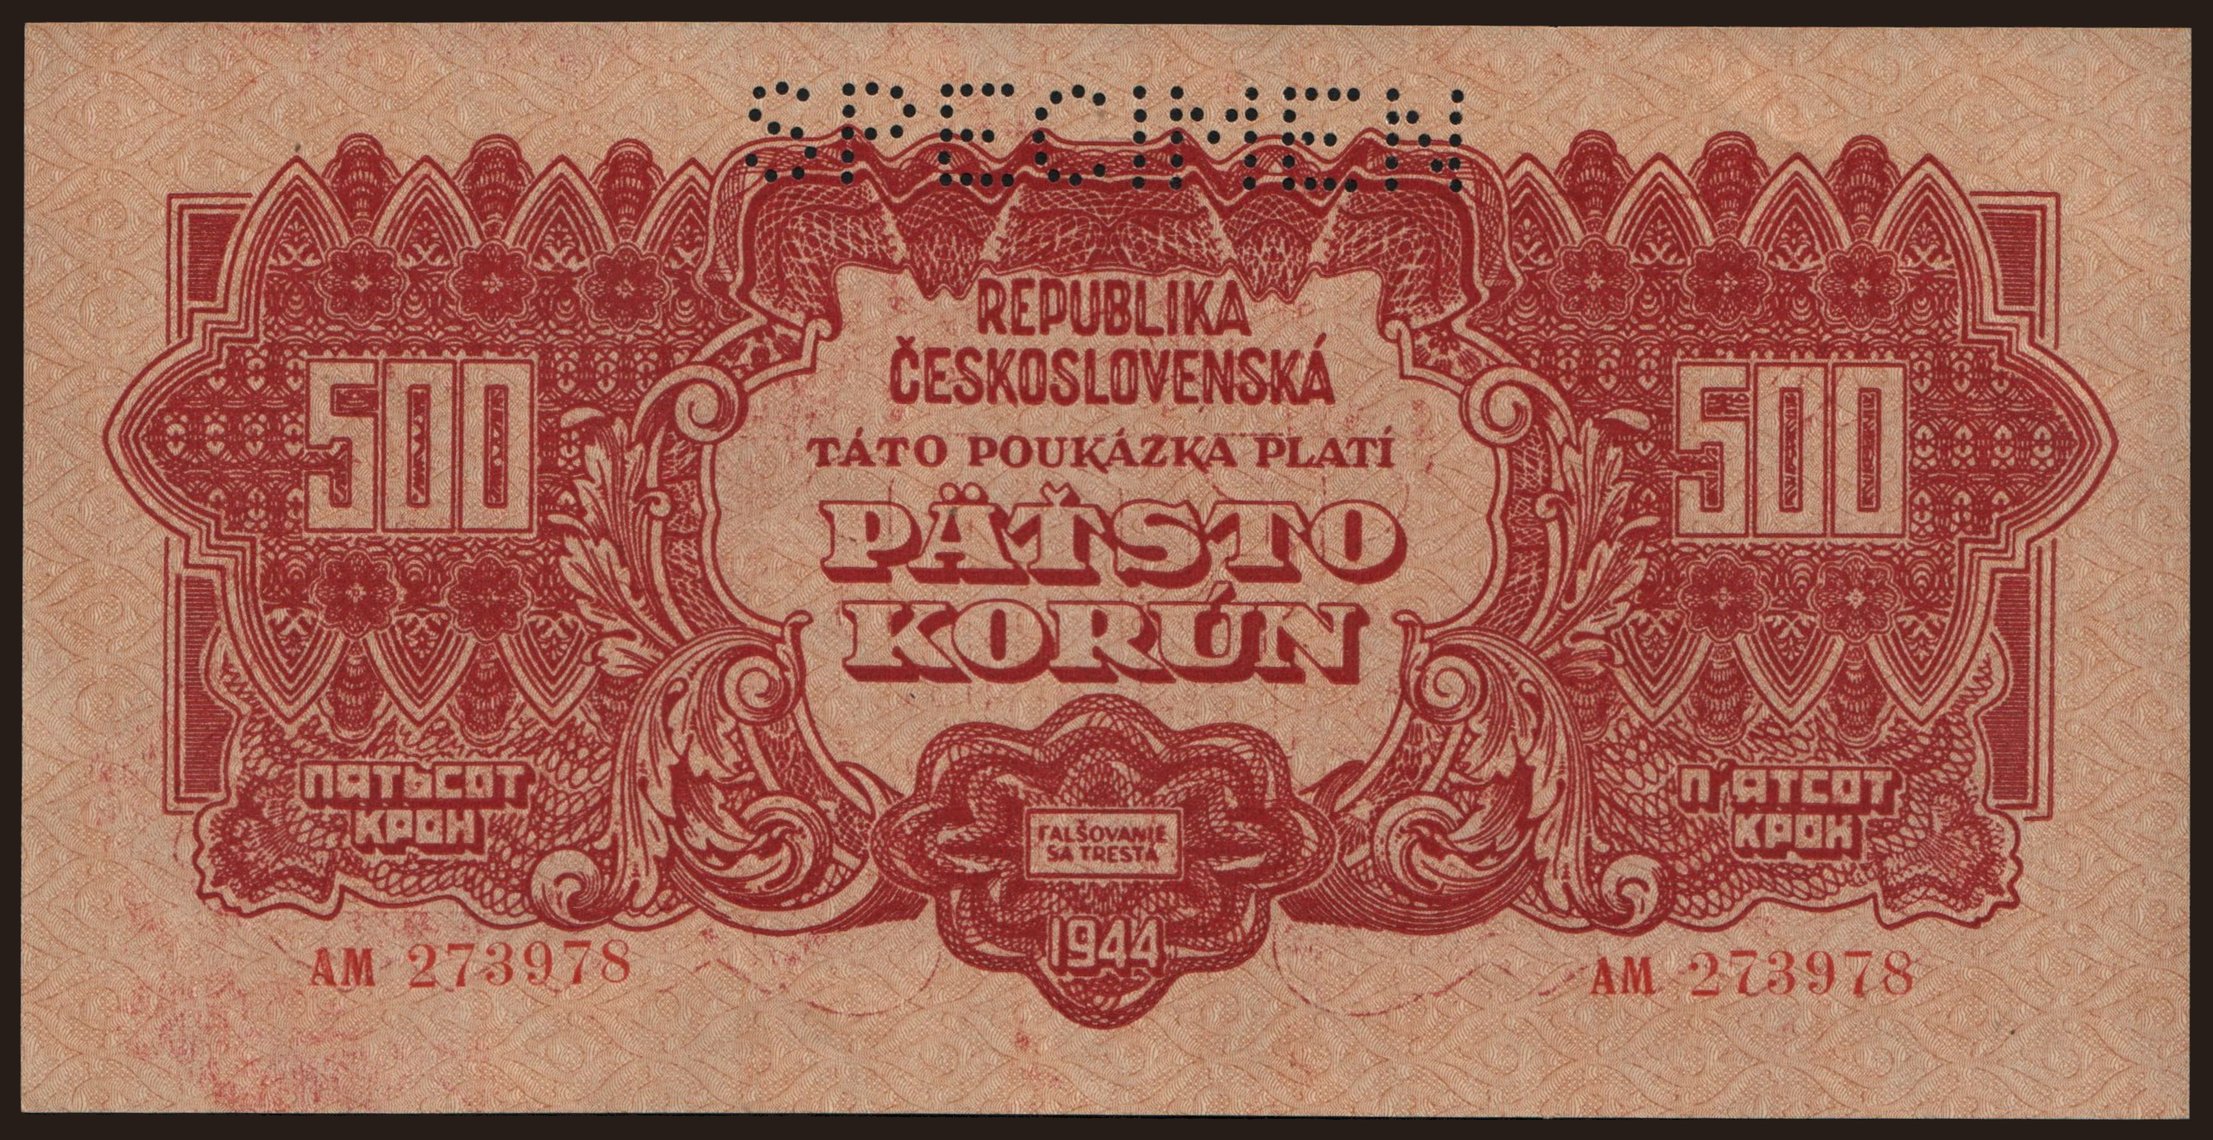 SPECIMEN
REPUBLIKA
ČESKOSLOVENSKÁ
TÁTO POUKÁZKA PLATÍ
PÄŤSTO
KORÚN
500
500
ПЯТЬСОТ
КРОН
П'ЯТСОТ
КРОН
FALŠOVANIE
SA TRESTÁ
1944
AM 273978
AM 273978